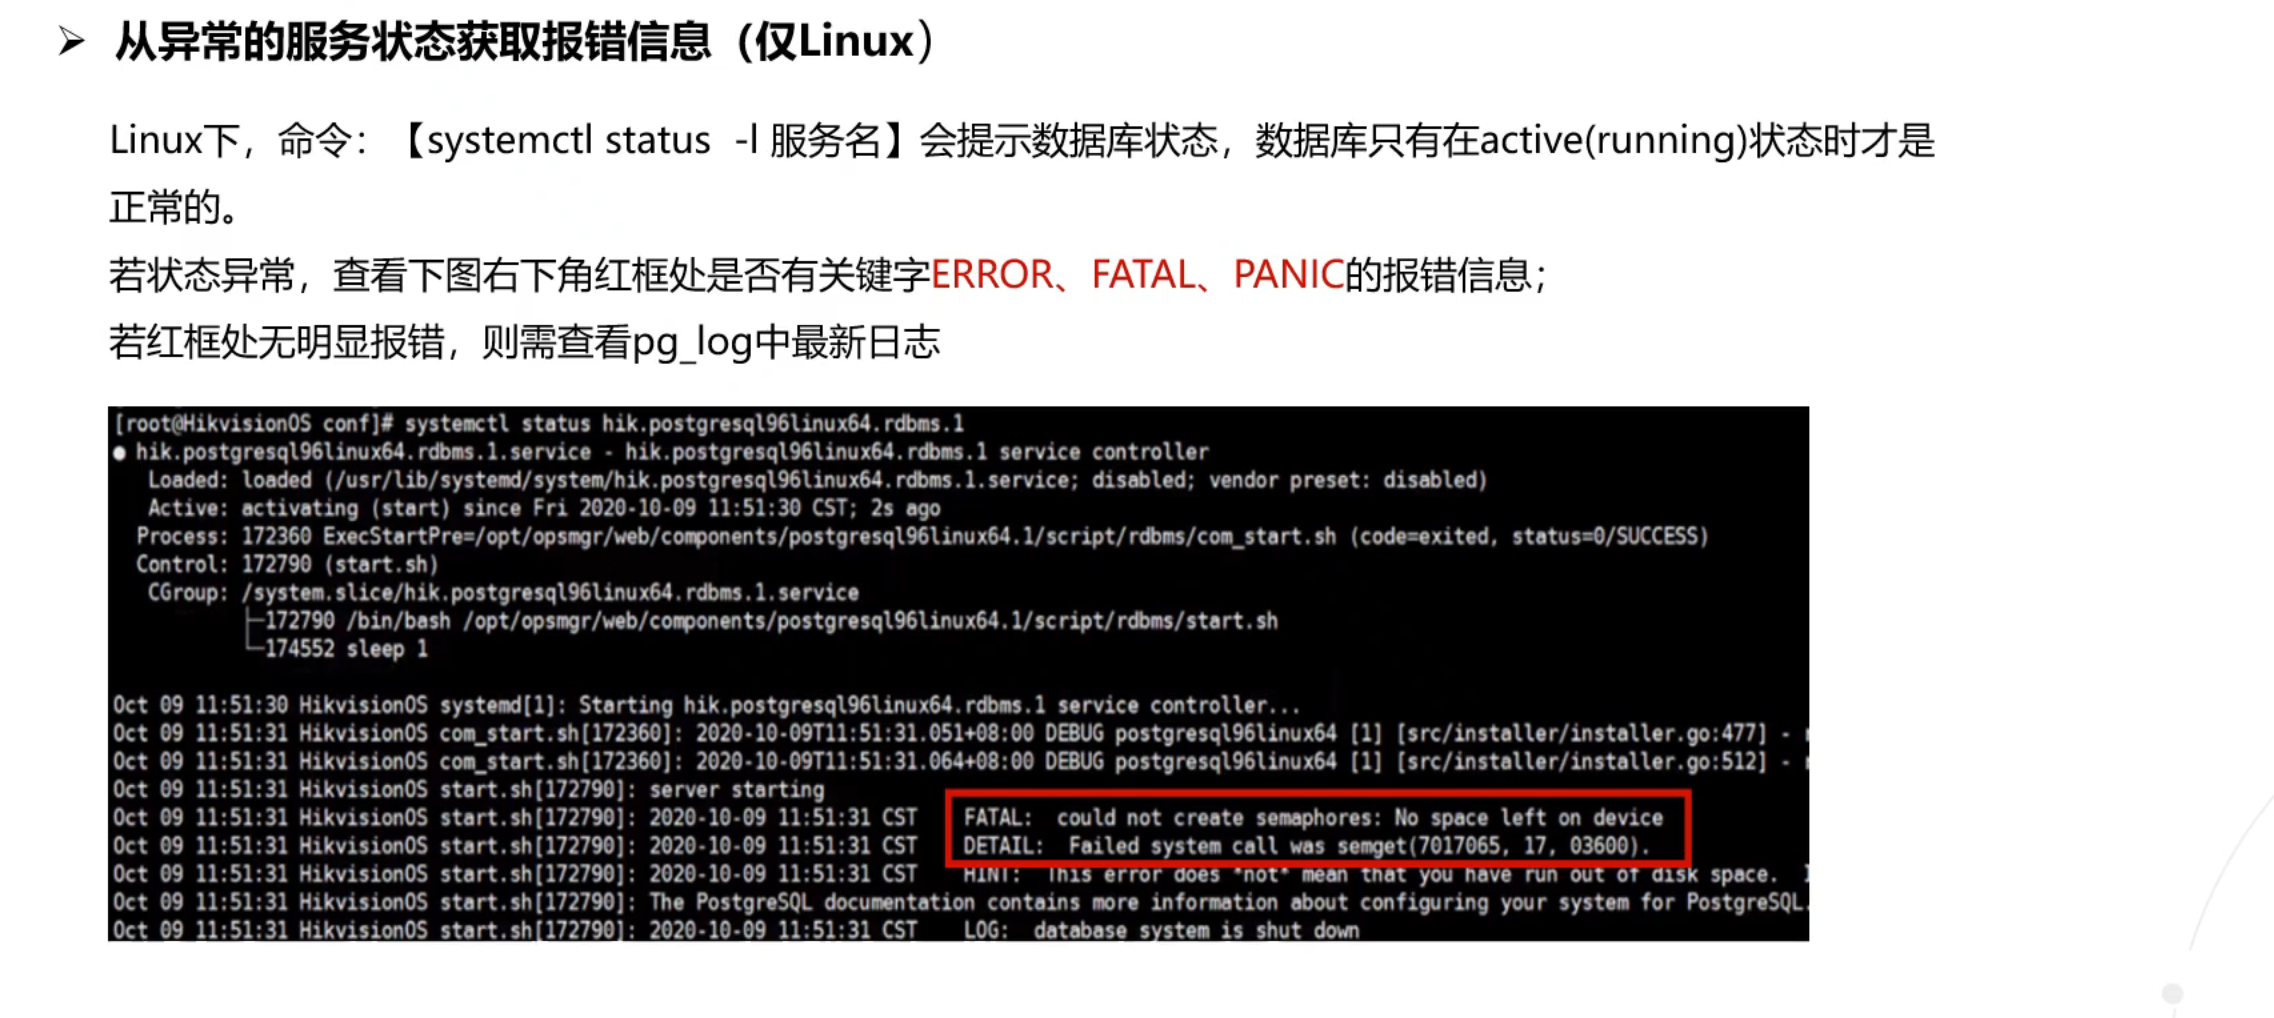 ➤ 从异常的服务状态获取报错信息（仅Linux）
Linux下，命令：【systemctl status -l 服务名】会提示数据库状态，数据库只有在active(running)状态时才是
正常的。
若状态异常，查看下图右下角红框处是否有关键字ERROR、FATAL、PANIC的报错信息；
若红框处无明显报错，则需查看pg_log中最新日志
[root@HikvisionOS conf]# systemctl status hik.postgresql96linux64.rdbms.1
● hik.postgresql96linux64.rdbms.1.service - hik.postgresql96linux64.rdbms.1 service controller
Loaded: loaded (/usr/lib/systemd/system/hik.postgresql96linux64.rdbms.1.service; disabled; vendor preset: disabled)
Active: activating (start) since Fri 2020-10-09 11:51:30 CST; 2s ago
Process: 172360 ExecStartPre=/opt/opsmgr/web/components/postgresql96linux64.1/script/rdbms/com_start.sh (code=exited, status=0/SUCCESS)
Control: 172790 (start.sh)
CGroup: /system.slice/hik.postgresql96linux64.rdbms.1.service
├─172790 /bin/bash /opt/opsmgr/web/components/postgresql96linux64.1/script/rdbms/start.sh
└─174552 sleep 1
Oct 09 11:51:30 HikvisionOS systemd[1]: Starting hik.postgresql96linux64.rdbms.1 service controller...
Oct 09 11:51:31 HikvisionOS com_start.sh[172360]: 2020-10-09T11:51:31.051+08:00 DEBUG postgresql96linux64 [1] [src/installer/installer.go:477] -
Oct 09 11:51:31 HikvisionOS com_start.sh[172360]: 2020-10-09T11:51:31.064+08:00 DEBUG postgresql96linux64 [1] [src/installer/installer.go:512] -
Oct 09 11:51:31 HikvisionOS start.sh[172790]: server starting
Oct 09 11:51:31 HikvisionOS start.sh[172790]: 2020-10-09 11:51:31 CST FATAL: could not create semaphores: No space left on device
Oct 09 11:51:31 HikvisionOS start.sh[172790]: 2020-10-09 11:51:31 CST DETAIL: Failed system call was semget(7017065, 17, 03600).
Oct 09 11:51:31 HikvisionOS start.sh[172790]: 2020-10-09 11:51:31 CST HINT: This error does *not* mean that you have run out of disk space.
Oct 09 11:51:31 HikvisionOS start.sh[172790]: The PostgreSQL documentation contains more information about configuring your system for PostgreSQL.
Oct 09 11:51:31 HikvisionOS start.sh[172790]: 2020-10-09 11:51:31 CST LOG: database system is shut down